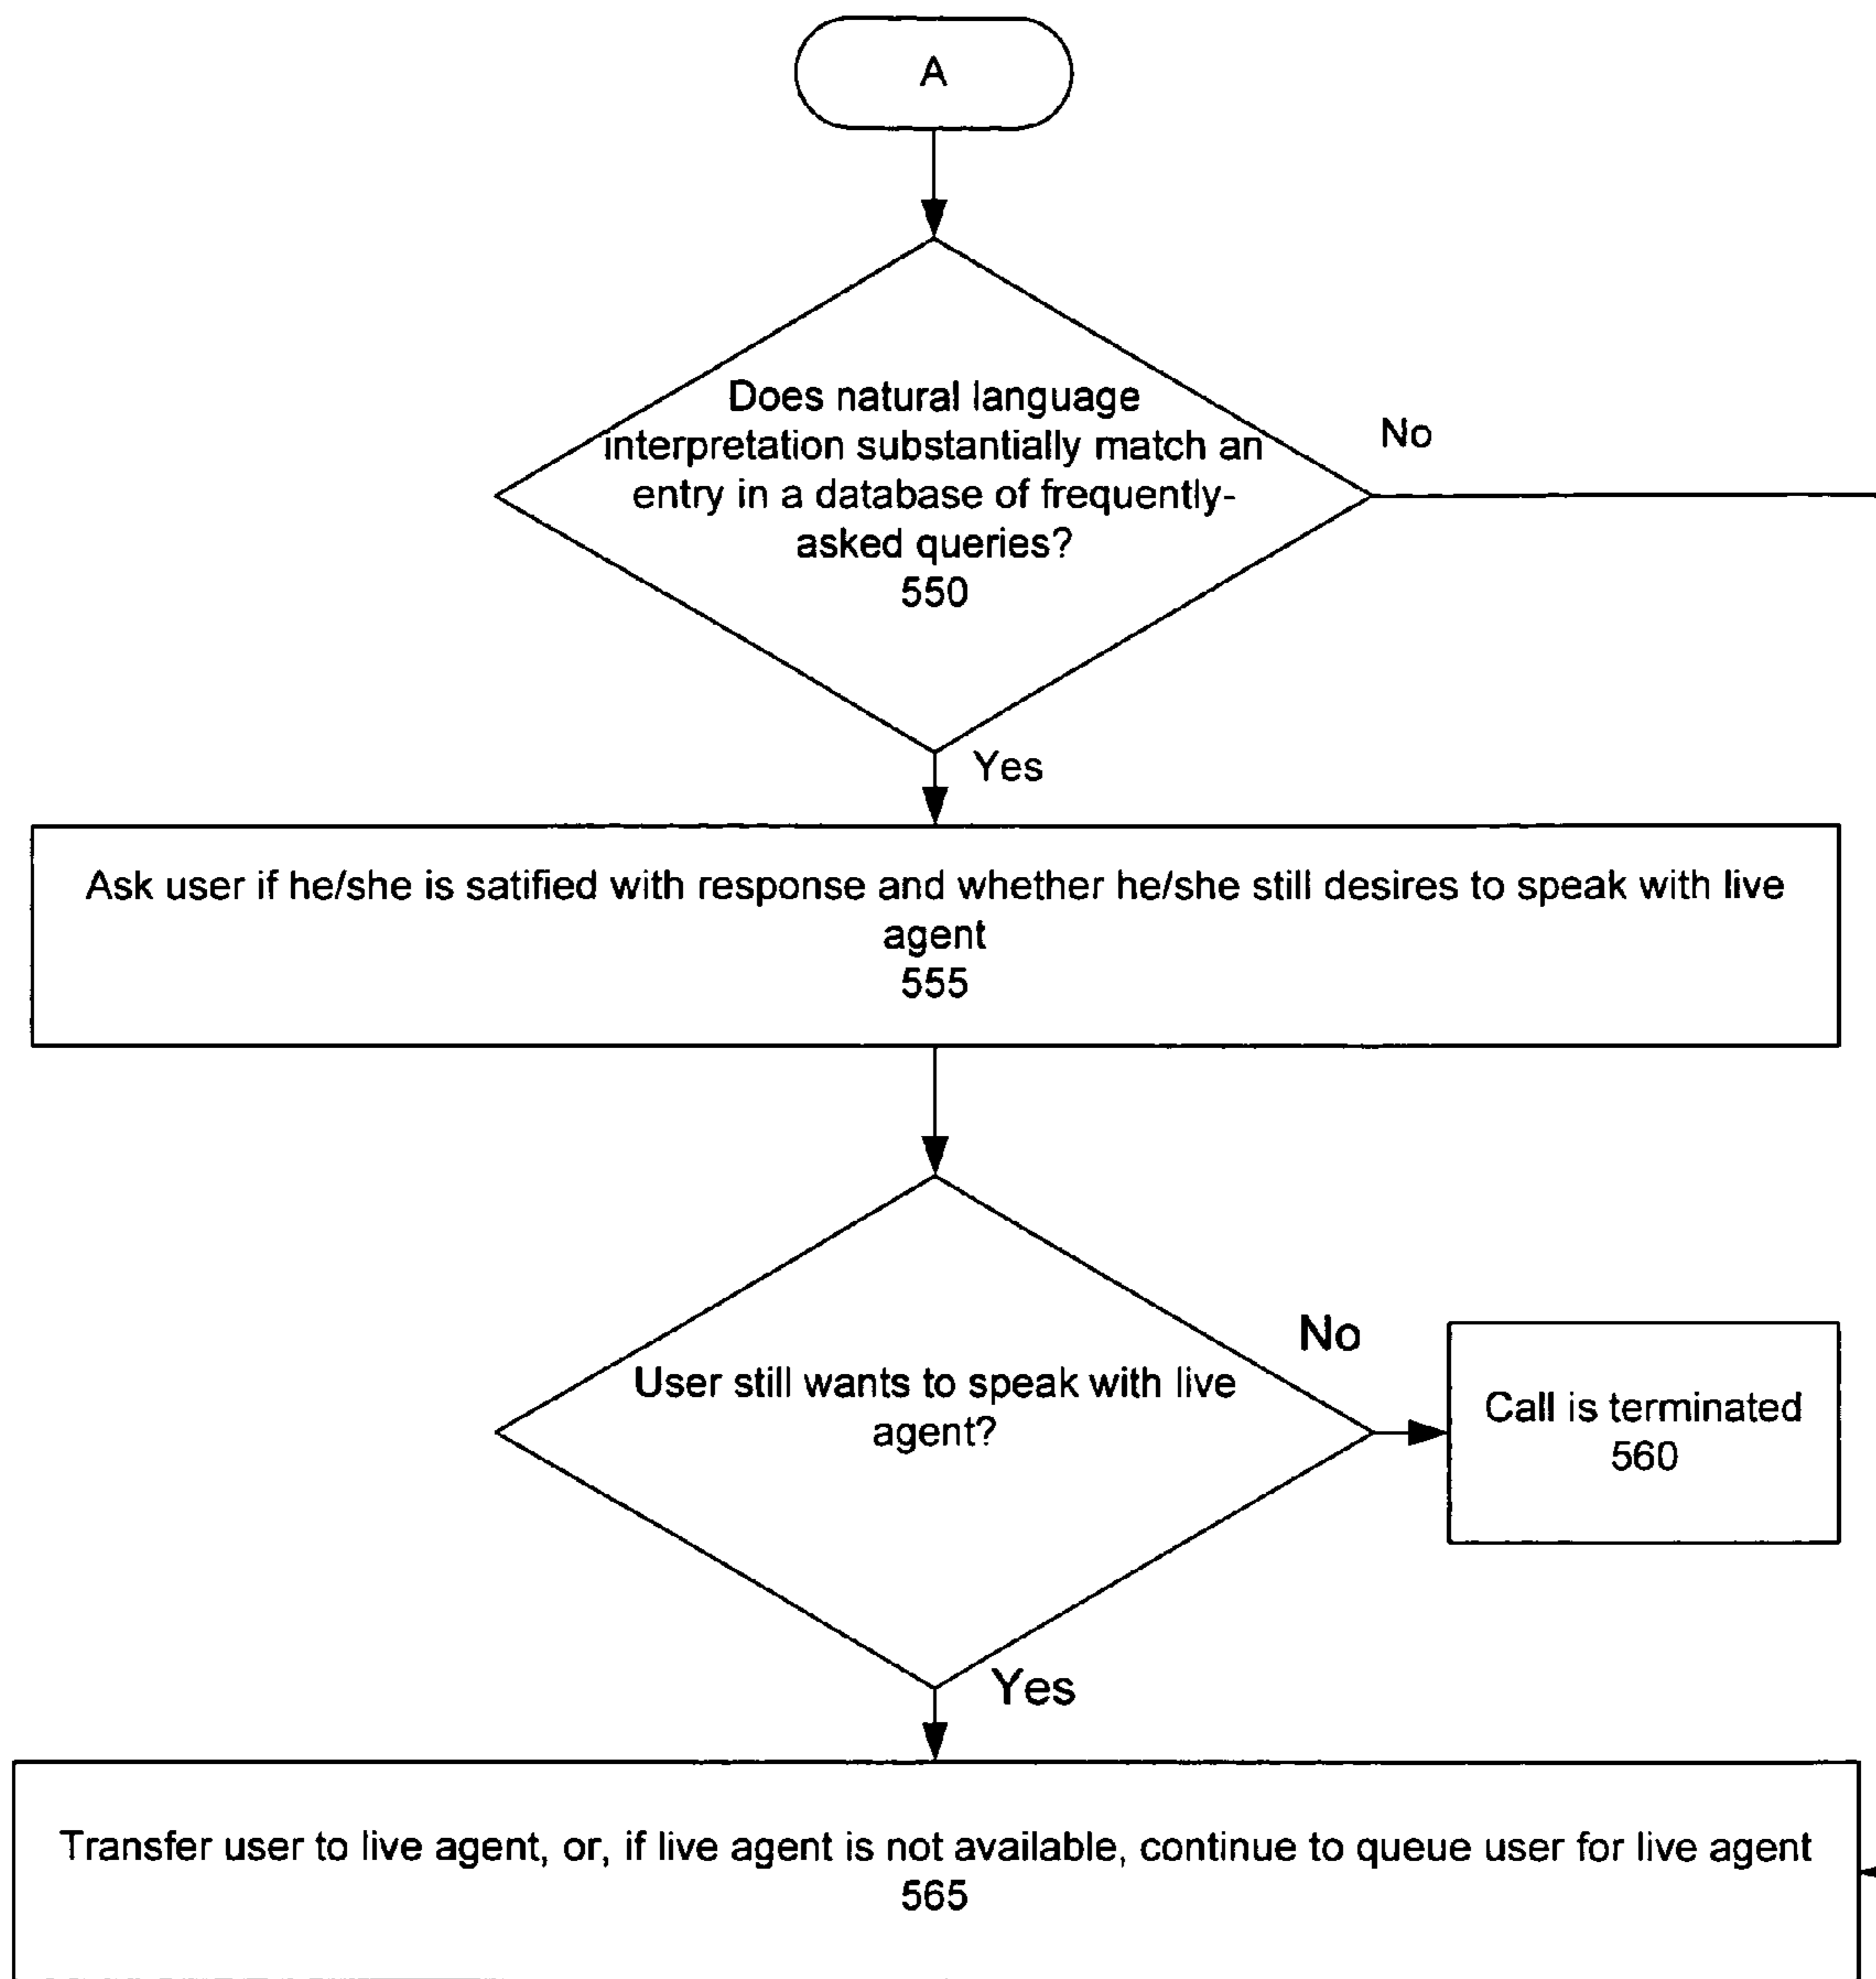 A
Does natural language
interpretation substantially match an
entry in a database of frequently-
asked queries?
550
No
Yes
Ask user if he/she is satified with response and whether he/she still desires to speak with live
agent
555
User still wants to speak with live
agent?
No
Call is terminated
560
Yes
Transfer user to live agent, or, if live agent is not available, continue to queue user for live agent
565